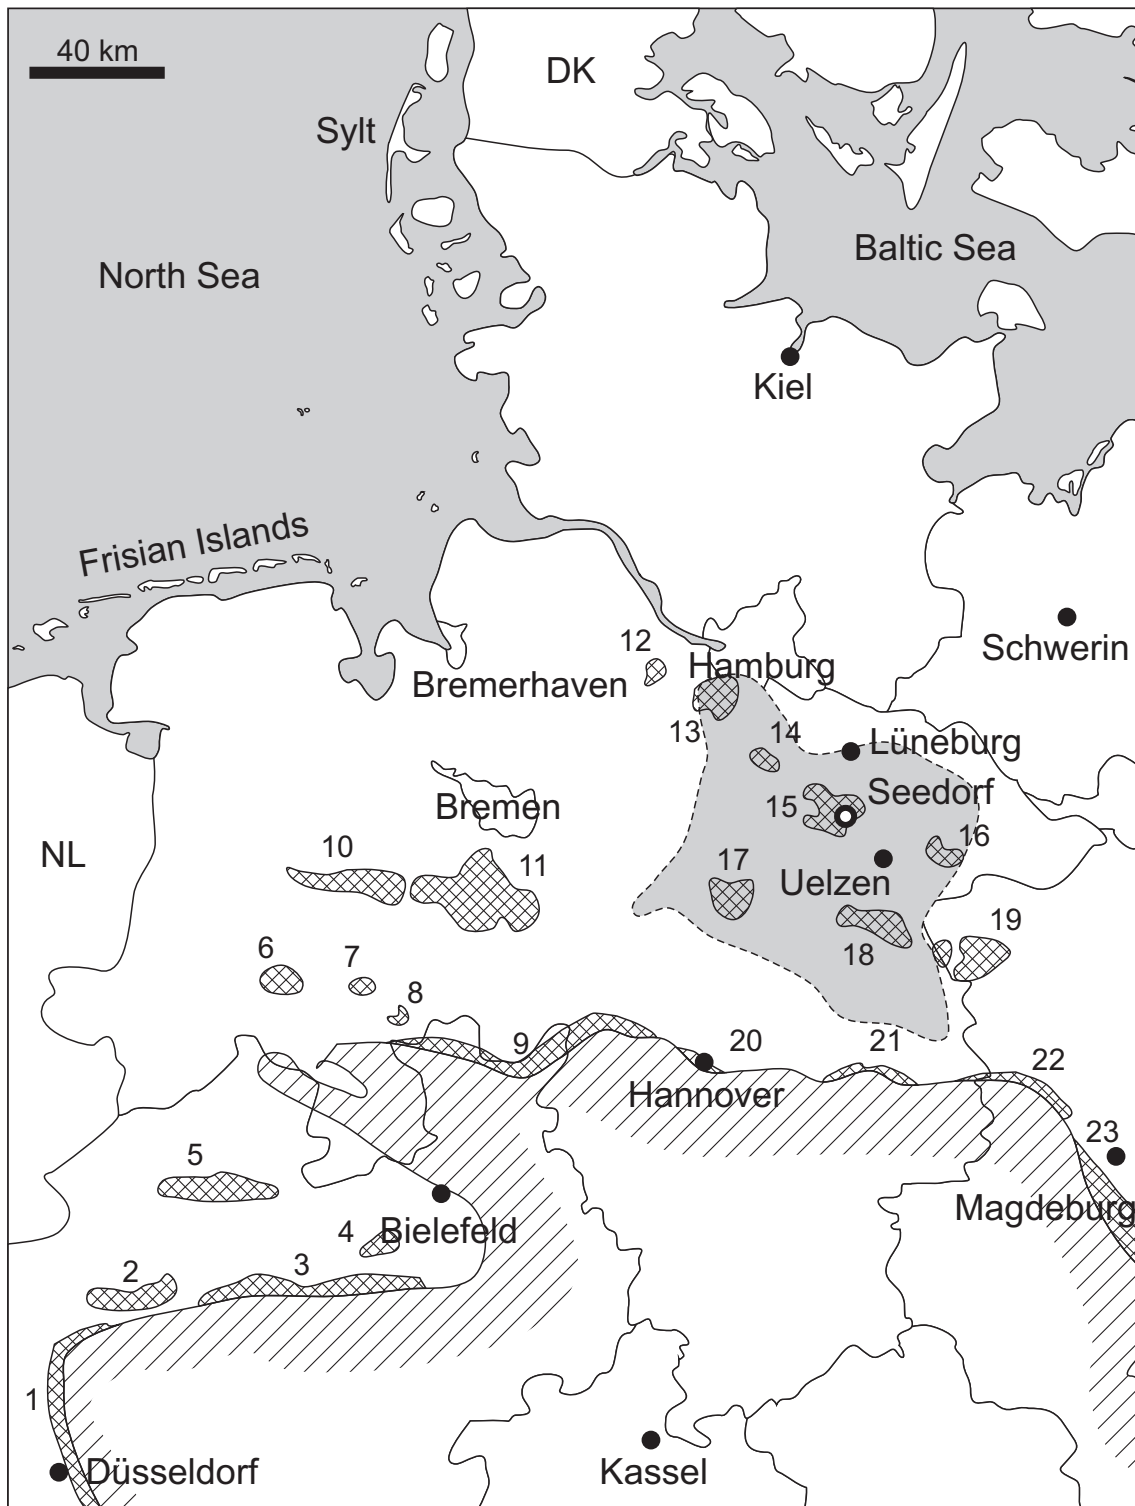 40 km
DK
Sylt
Baltic Sea
North Sea
Kiel
Frisian Islands
12
Schwerin
Hamburg
Bremerhaven
13
14
Lüneburg
Seedorf
15
Bremen
16
NL
10
11
17
Uelzen
19
6
7
18
8
9
20
21
22
Hannover
23
5
Magdeburg
4
Bielefeld
3
2
1
Düsseldorf
Kassel